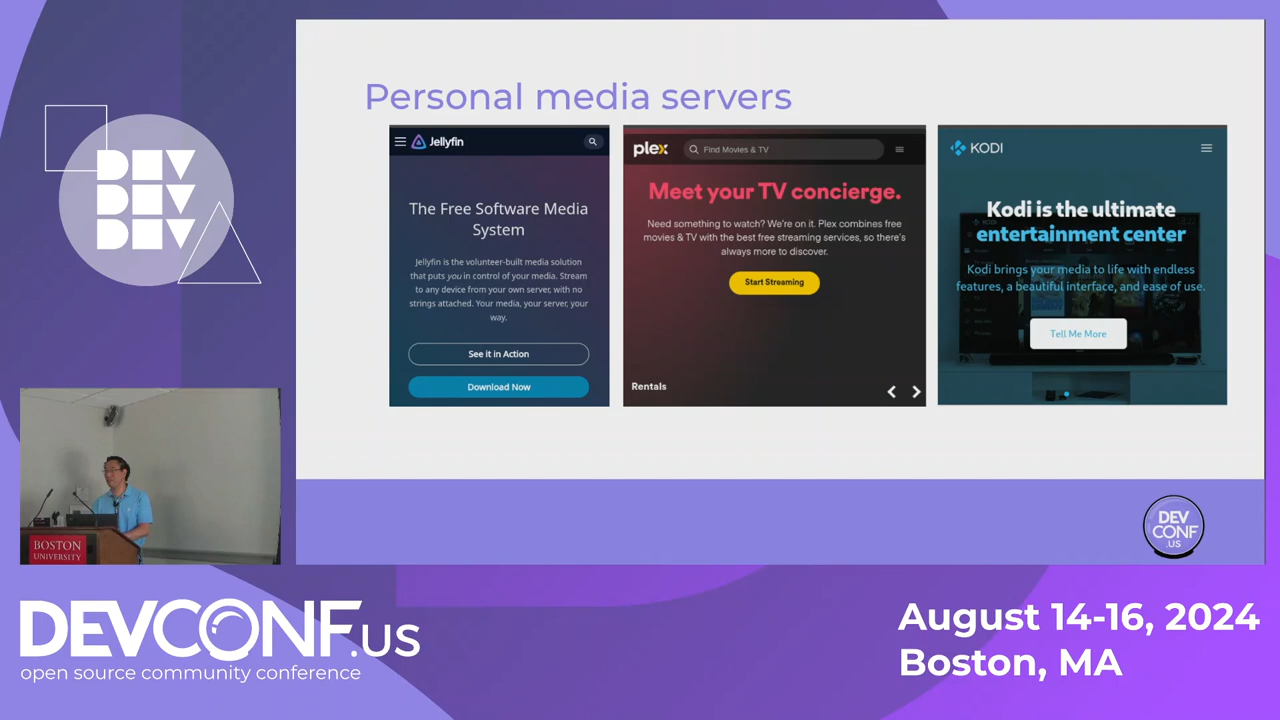 DEV
DEV
DEV
Personal media servers
Jellyfin
The Free Software Media
System
Jellyfin is the volunteer-built media solution
that puts you in control of your media. Stream
to any device from your own server, with no
strings attached. Your media, your server, your
way.
See it in Action
Download Now
plex
Find Movies & TV
Meet your TV concierge.
Need something to watch? We're on it. Plex combines free
movies & TV with the best free streaming services, so there's
always more to discover.
Start Streaming
Rentals
KODI
Kodi is the ultimate
entertainment center
Kodi brings your media to life with endless
features, a beautiful interface, and ease of use.
Tell Me More
BOSTON
UNIVERSITY
DEV
CONF
.US
DEVCONF.us
open source community conference
August 14-16, 2024
Boston, MA